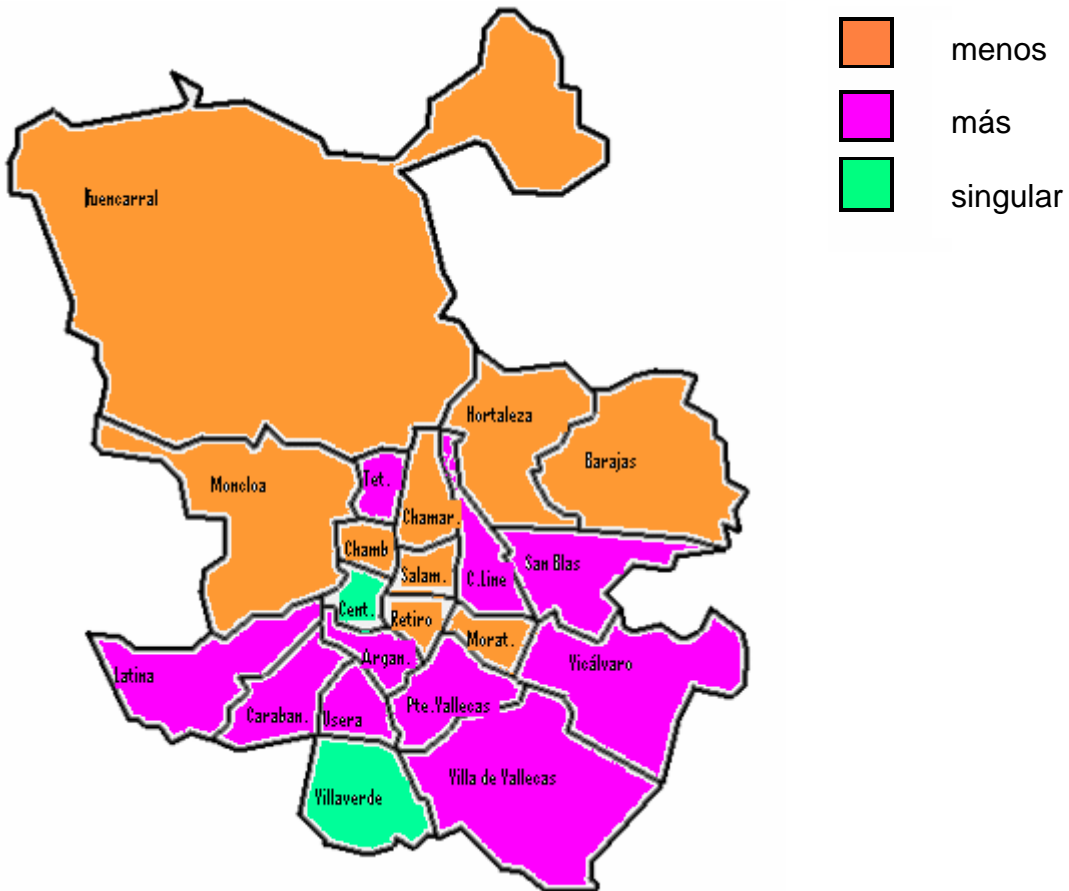 menos
más
singular
Fuencarral
Hortaleza
Barajas
Moncloa
Tet.
Chamar.
Chamb
San Blas
Salam.
C.Line
Cent.
Retiro
Morat.
Argan.
Vicálvaro
Latina
Caraban.
Usera
Pte.Vallecas
Villa de Vallecas
Villaverde